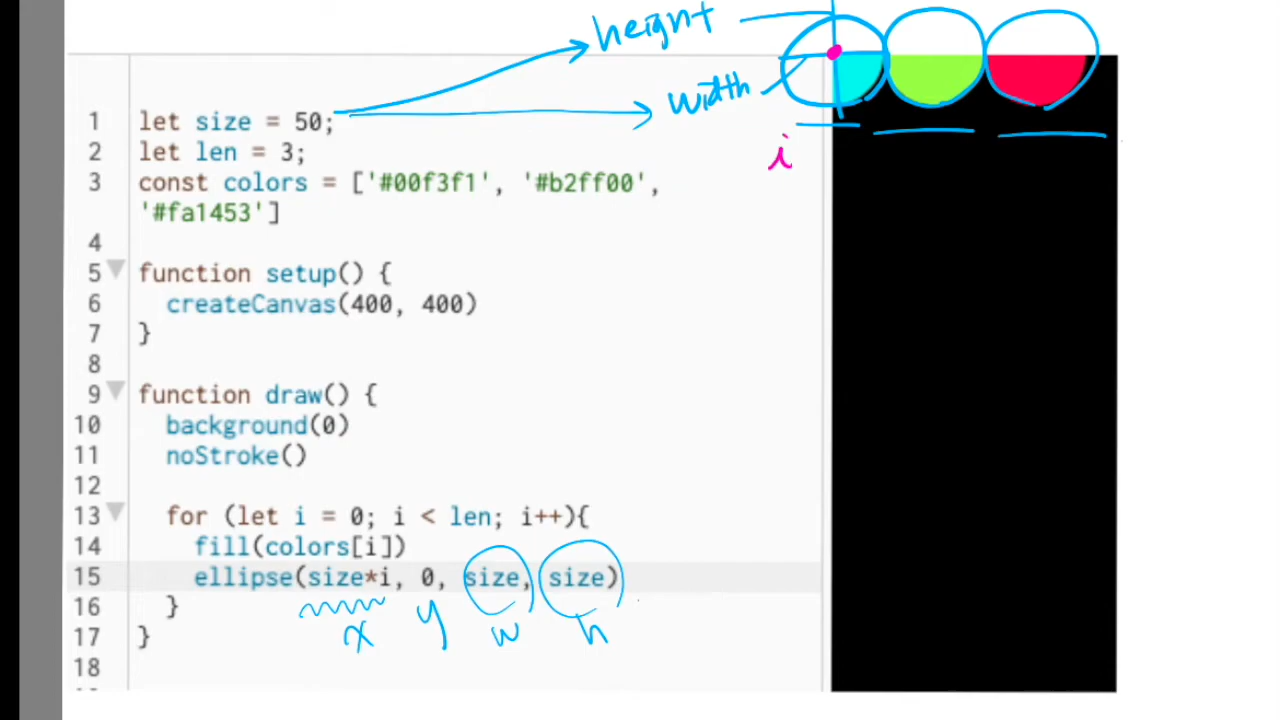 height
width
i
1 let size = 50;
2 let len = 3;
3 const colors = ['#00f3f1', '#b2ff00',
'#fa1453']
4
5 function setup() {
6 createCanvas(400, 400)
7 }
8
9 function draw() {
10 background(0)
11 noStroke()
12
13 for (let i = 0; i < len; i++){
14 fill(colors[i])
15 ellipse(size*i, 0, size, size)
16 }
x y w h
17 }
18